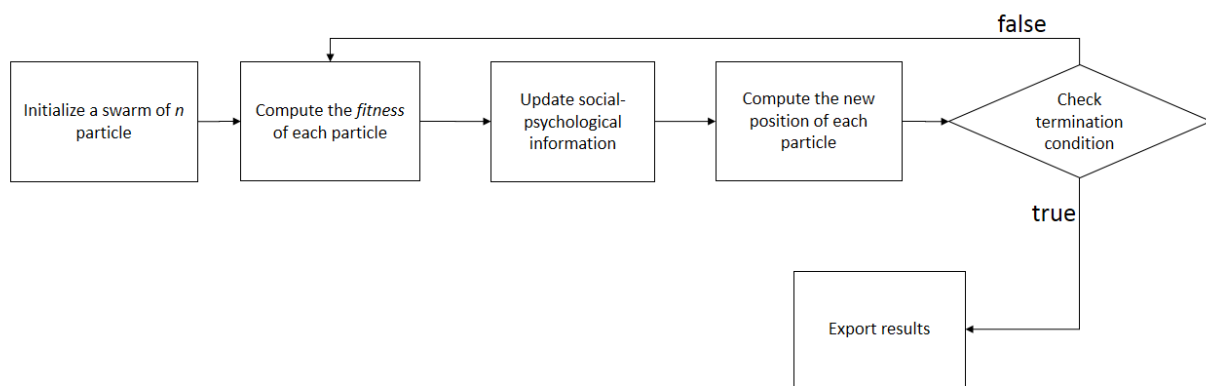 false
Initialize a swarm of n
particle
Compute the fitness
of each particle
Update social-
psychological
information
Compute the new
position of each
particle
Check
termination
condition
true
Export results